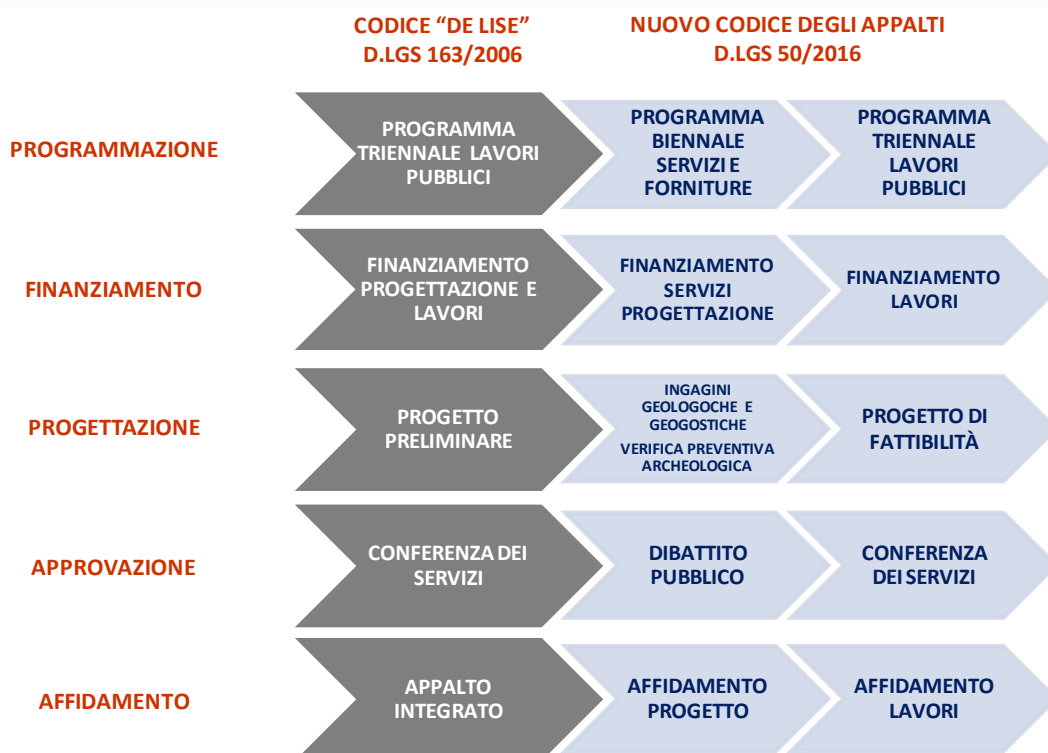 CODICE “DE LISE”
D.LGS 163/2006
NUOVO CODICE DEGLI APPALTI
D.LGS 50/2016
PROGRAMMAZIONE
PROGRAMMA
TRIENNALE LAVORI
PUBBLICI
PROGRAMMA
BIENNALE
SERVIZI E
FORNITURE
PROGRAMMA
TRIENNALE
LAVORI
PUBBLICI
FINANZIAMENTO
FINANZIAMENTO
PROGETTAZIONE E
LAVORI
FINANZIAMENTO
SERVIZI
PROGETTAZIONE
FINANZIAMENTO
LAVORI
PROGETTAZIONE
PROGETTO
PRELIMINARE
INGAGINI
GEOLOGOCHE E
GEOGOSTICHE
VERIFICA PREVENTIVA
ARCHEOLOGICA
PROGETTO DI
FATTIBILITÀ
APPROVAZIONE
CONFERENZA DEI
SERVIZI
DIBATTITO
PUBBLICO
CONFERENZA
DEI SERVIZI
AFFIDAMENTO
APPALTO
INTEGRATO
AFFIDAMENTO
PROGETTO
AFFIDAMENTO
LAVORI